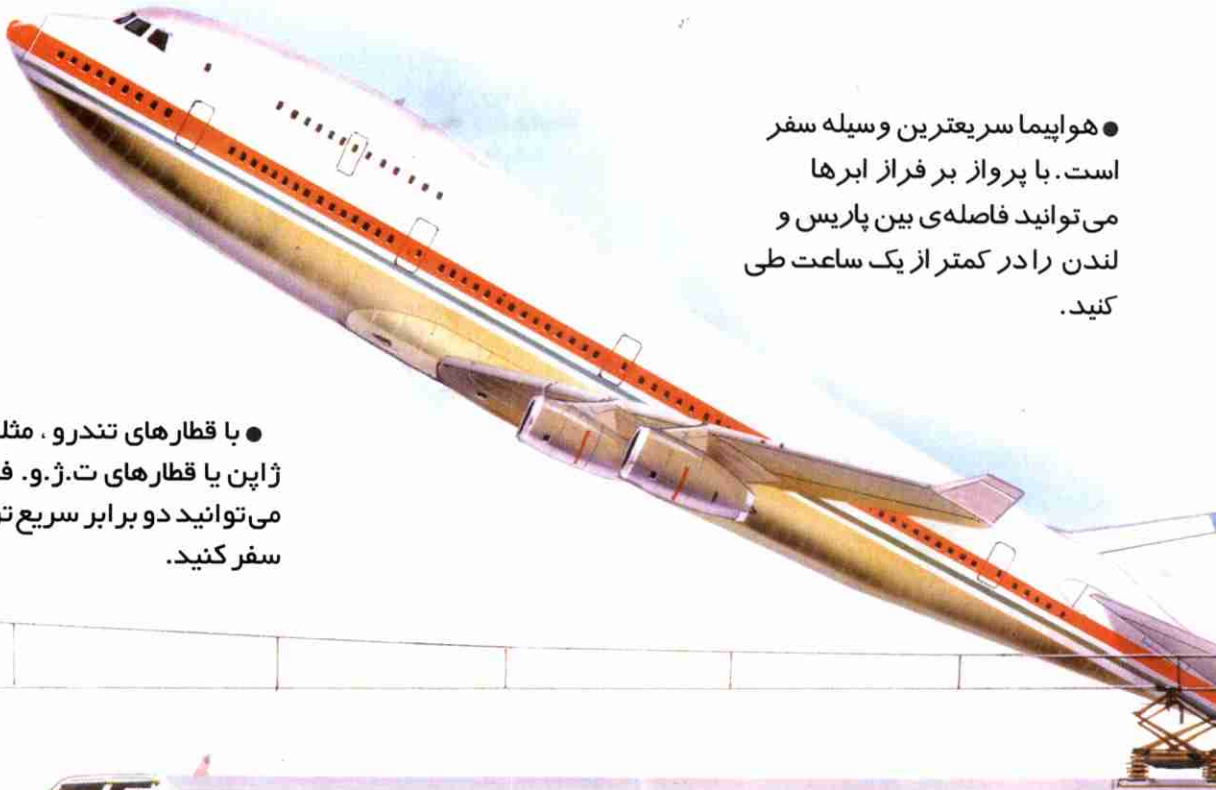 ● هواپیما سریعترین وسیله سفر
است. با پرواز بر فراز ابرها
می‌توانید فاصله‌ی بین پاریس و
لندن را در کمتر از یک ساعت طی
کنید.
● با قطارهای تندرو، مثل
ژاپن یا قطارهای ت.ژ.و.
می‌توانید دو برابر سریع‌تر
سفر کنید.